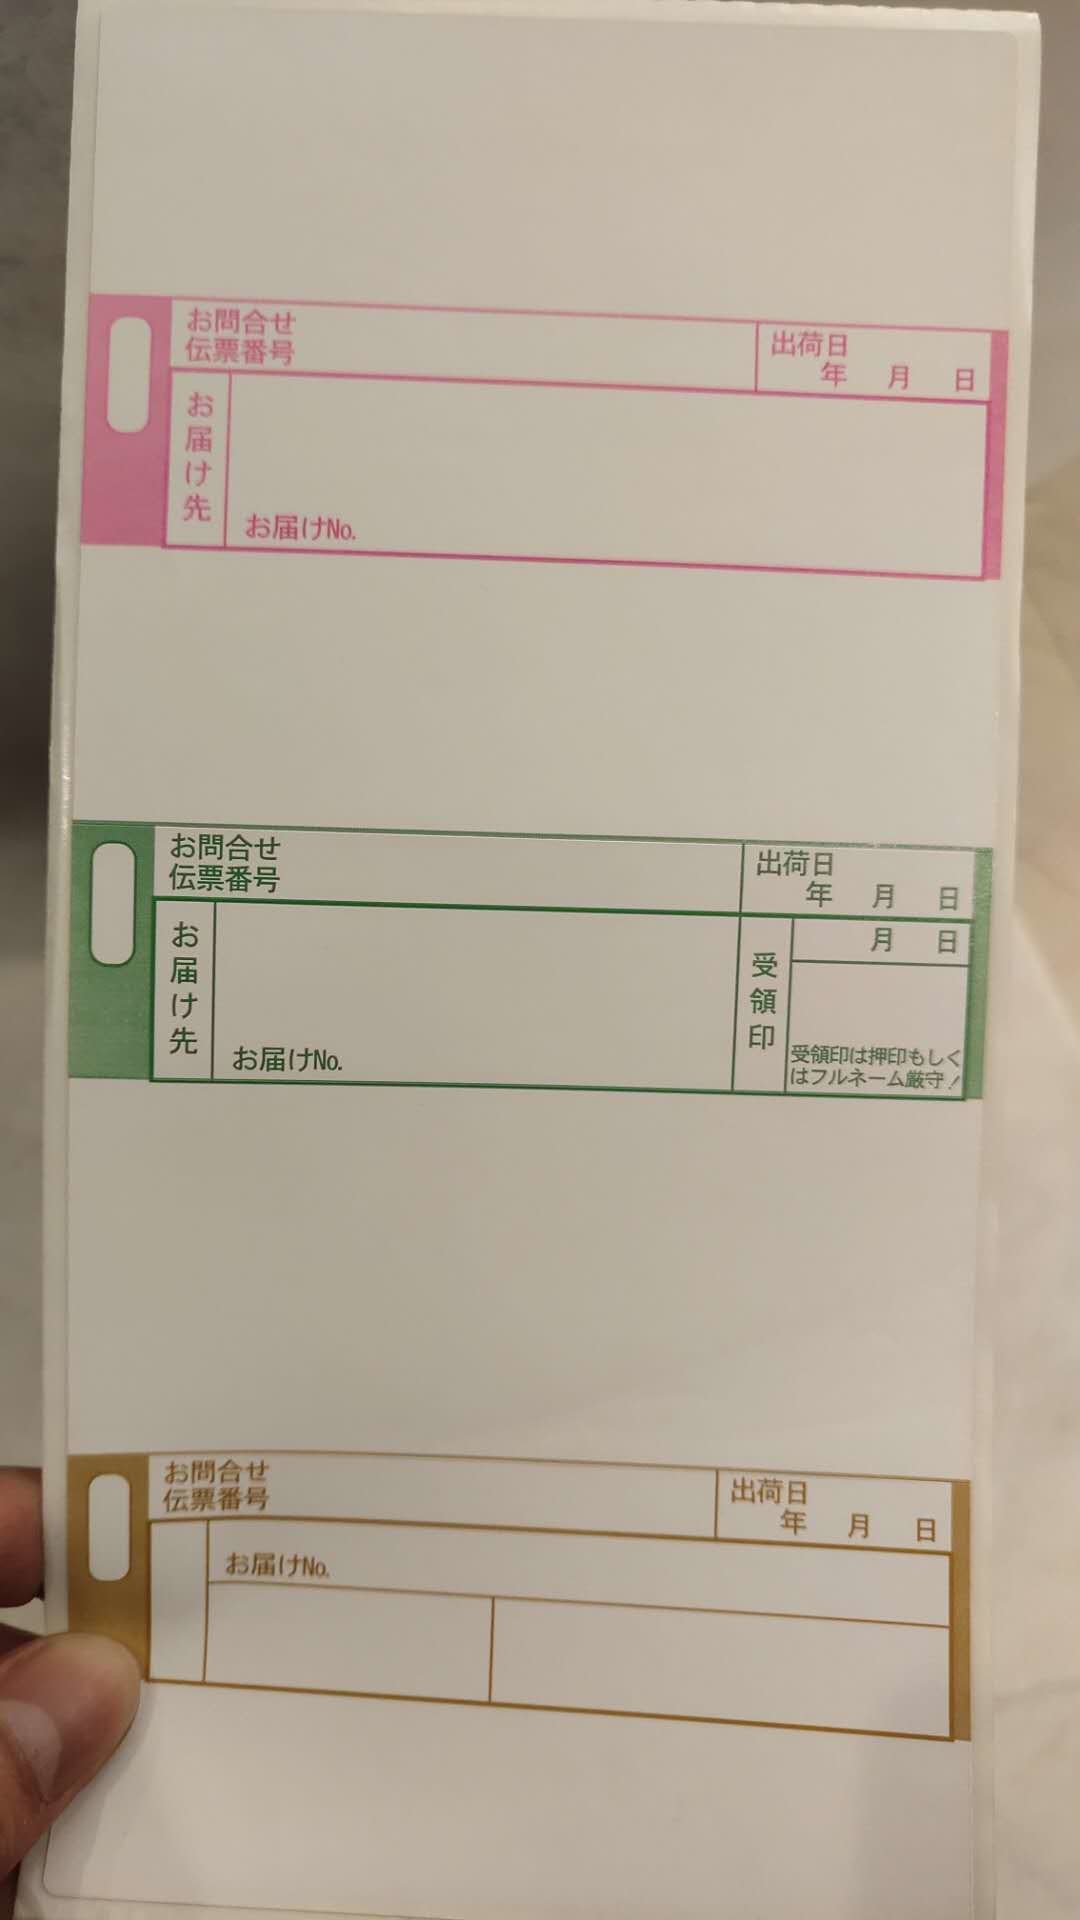 お問合せ
伝票番号
出荷日
年 月 日
お届け先
お届けNo.
お問合せ
伝票番号
出荷日
年 月 日
お届け先
お届けNo.
受領印
月 日
受領印は押印もしく
はフルネーム厳守！
お問合せ
伝票番号
出荷日
年 月 日
お届けNo.